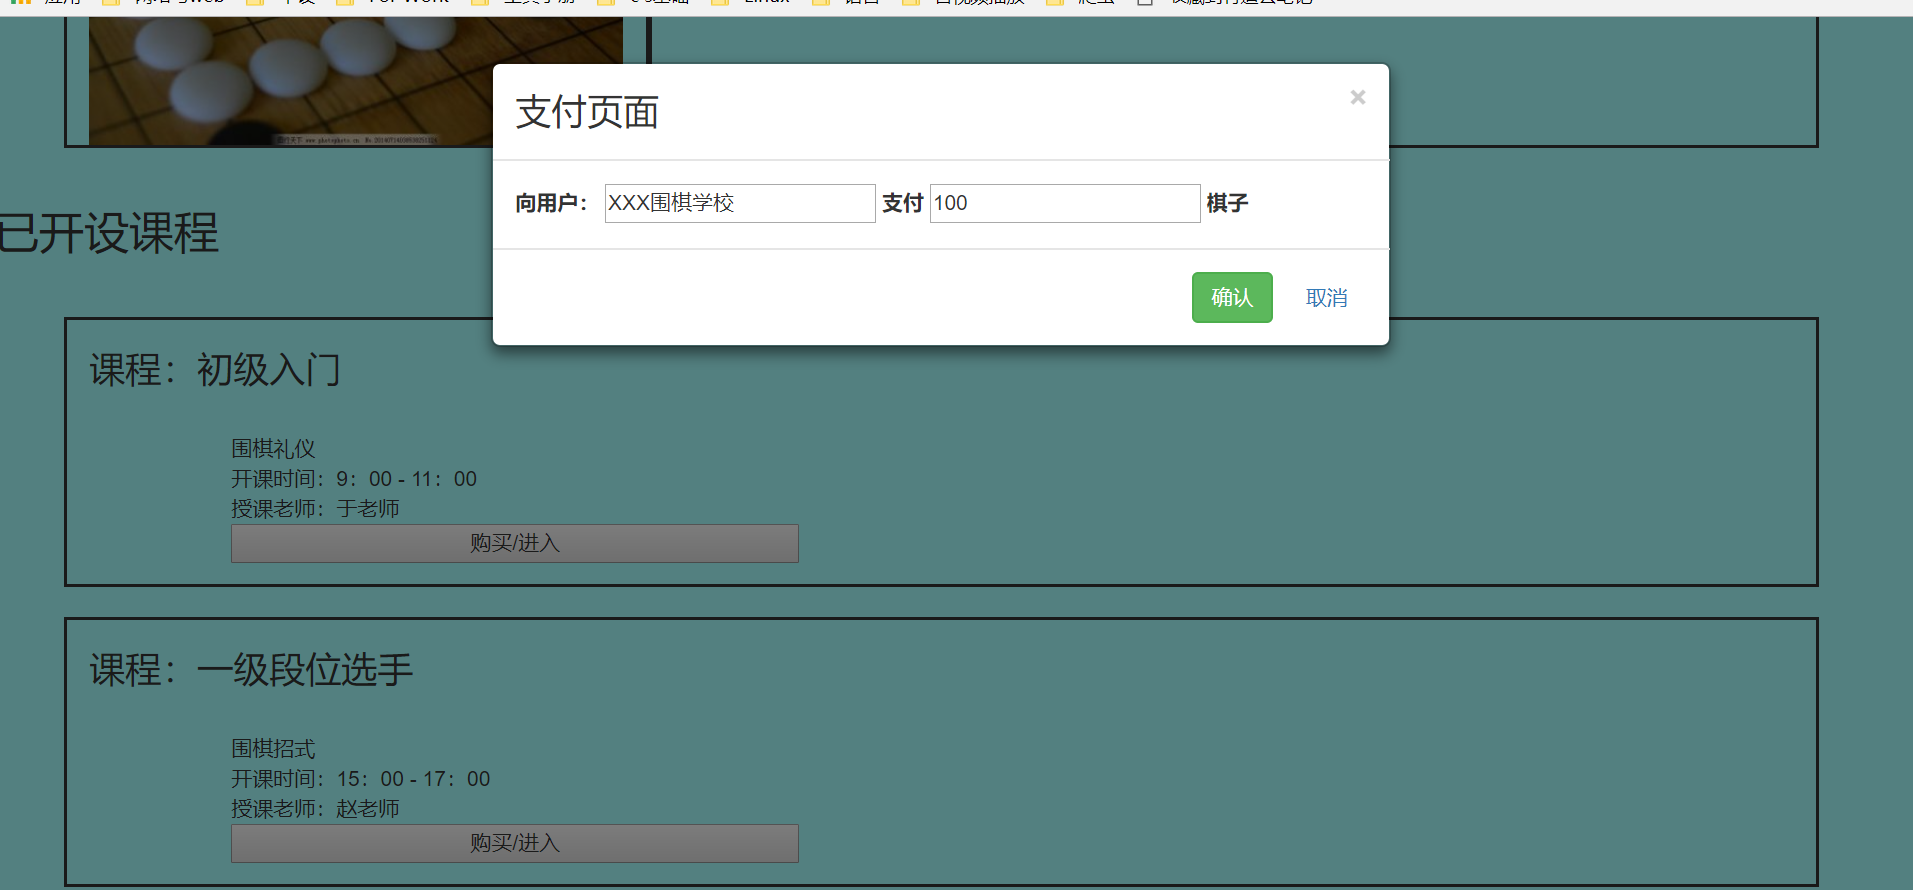 支付页面
×
向用户： XXX围棋学校 支付 100 棋子
确认 取消
已开设课程
课程：初级入门
围棋礼仪
开课时间：9：00 - 11：00
授课老师：于老师
购买/进入
课程：一级段位选手
围棋招式
开课时间：15：00 - 17：00
授课老师：赵老师
购买/进入